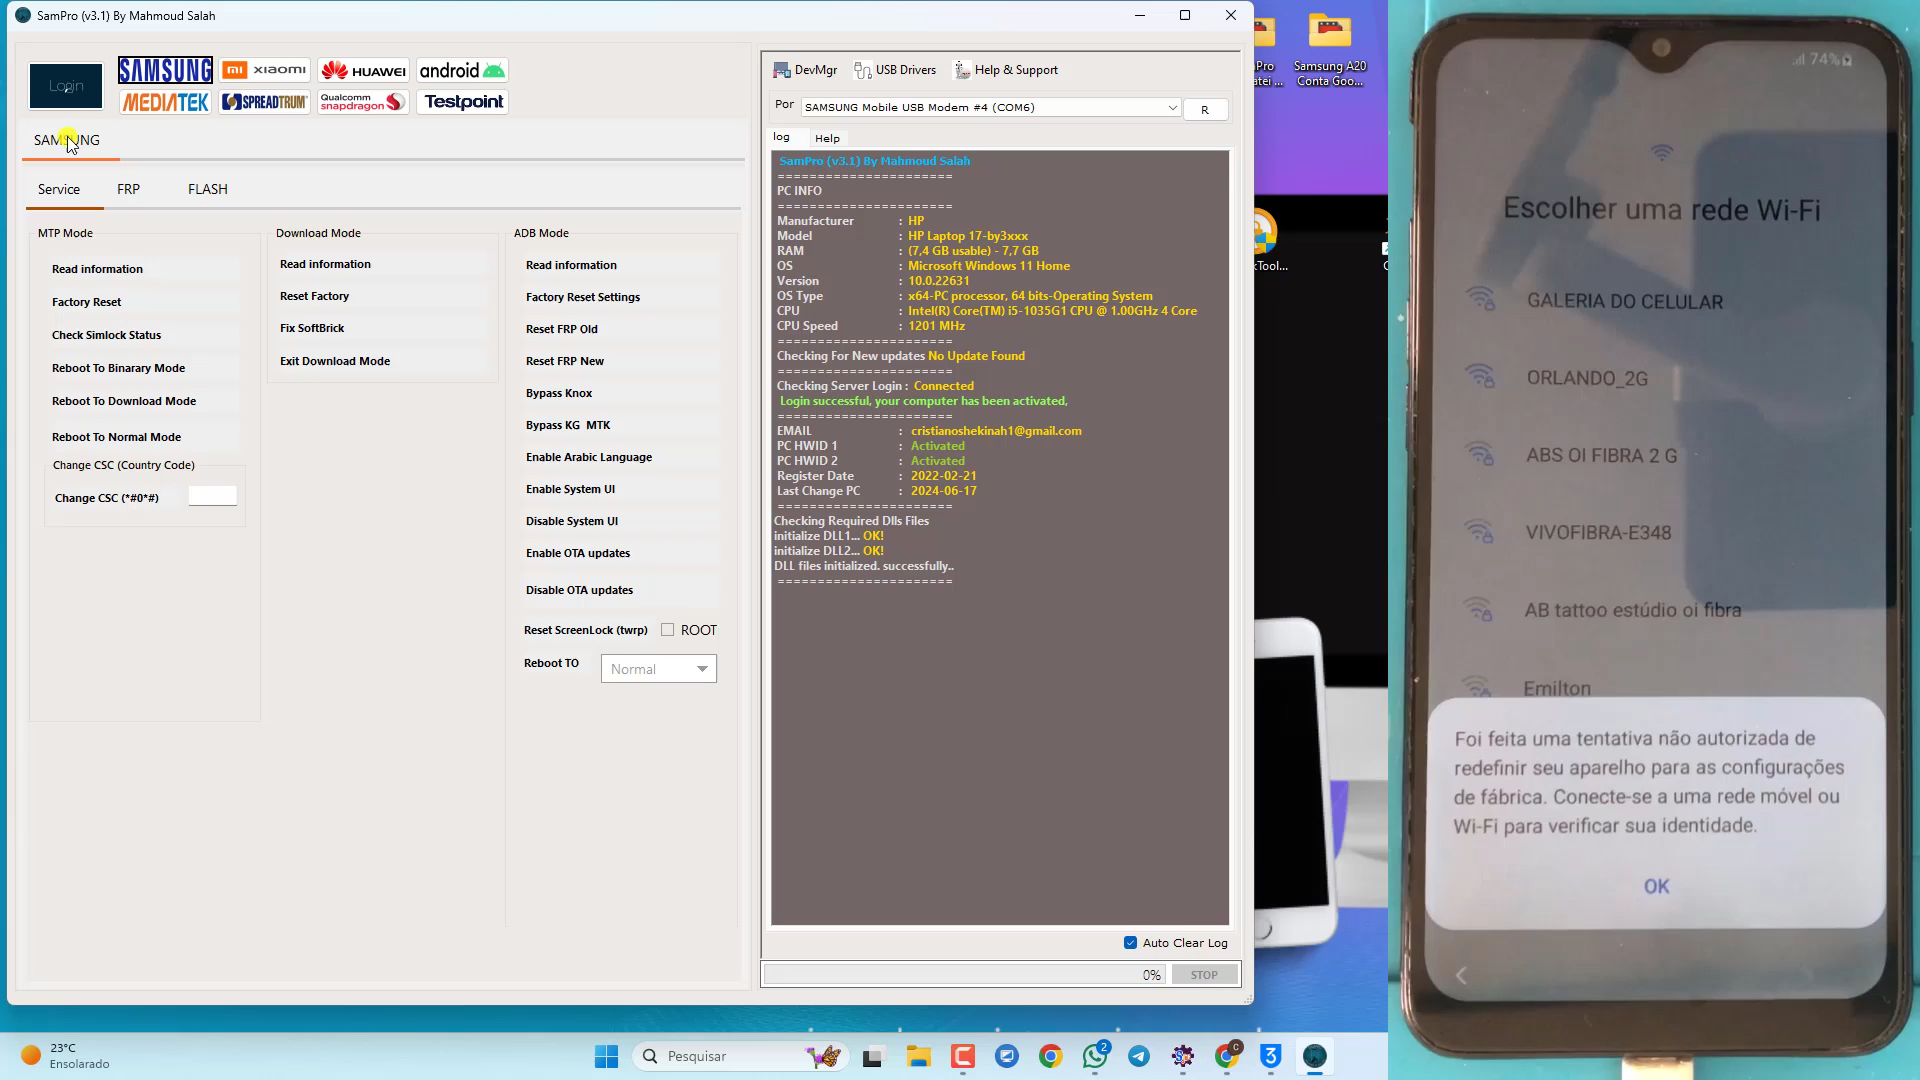 SamPro (v3.1) By Mahmoud Salah
Login
SAMSUNG
xiaomi
HUAWEI
android
MEDIATEK
SPREADTRUM
Qualcomm
snapdragon
Testpoint
SAMSUNG
Service
FRP
FLASH
MTP Mode
Read information
Factory Reset
Check Simlock Status
Reboot To Binarary Mode
Reboot To Download Mode
Reboot To Normal Mode
Change CSC (Country Code)
Change CSC (*#0*#)
Download Mode
Read information
Reset Factory
Fix SoftBrick
Exit Download Mode
ADB Mode
Read information
Factory Reset Settings
Reset FRP Old
Reset FRP New
Bypass Knox
Bypass KG MTK
Enable Arabic Language
Enable System UI
Disable System UI
Enable OTA updates
Disable OTA updates
Reset ScreenLock (twrp)
ROOT
Reboot TO
Normal
DevMgr
USB Drivers
Help & Support
Por
SAMSUNG Mobile USB Modem #4 (COM6)
R
log
Help
SamPro (v3.1) By Mahmoud Salah
=====================
PC INFO
=====================
Manufacturer : HP
Model : HP Laptop 17-by3xxx
RAM : (7,4 GB usable) - 7,7 GB
OS : Microsoft Windows 11 Home
Version : 10.0.22631
OS Type : x64-PC processor, 64 bits-Operating System
CPU : Intel(R) Core(TM) i5-1035G1 CPU @ 1.00GHz 4 Core
CPU Speed : 1201 MHz
=====================
Checking For New updates No Update Found
=====================
Checking Server Login : Connected
Login successful, your computer has been activated,
=====================
EMAIL : cristianoshekinah1@gmail.com
PC HWID 1 : Activated
PC HWID 2 : Activated
Register Date : 2022-02-21
Last Change PC : 2024-06-17
=====================
Checking Required Dlls Files
initialize DLL1... OK!
initialize DLL2... OK!
DLL files initialized. successfully..
=====================
Auto Clear Log
0%
STOP
Samsung A20
Conta Goo...
74%
Escolher uma rede Wi-Fi
GALERIA DO CELULAR
ORLANDO_2G
ABS OI FIBRA 2 G
VIVOFIBRA-E348
AB tattoo estúdio oi fibra
Emilton
Foi feita uma tentativa não autorizada de
redefinir seu aparelho para as configurações
de fábrica. Conecte-se a uma rede móvel ou
Wi-Fi para verificar sua identidade.
OK
23°C
Ensolarado
Pesquisar
2
C
3